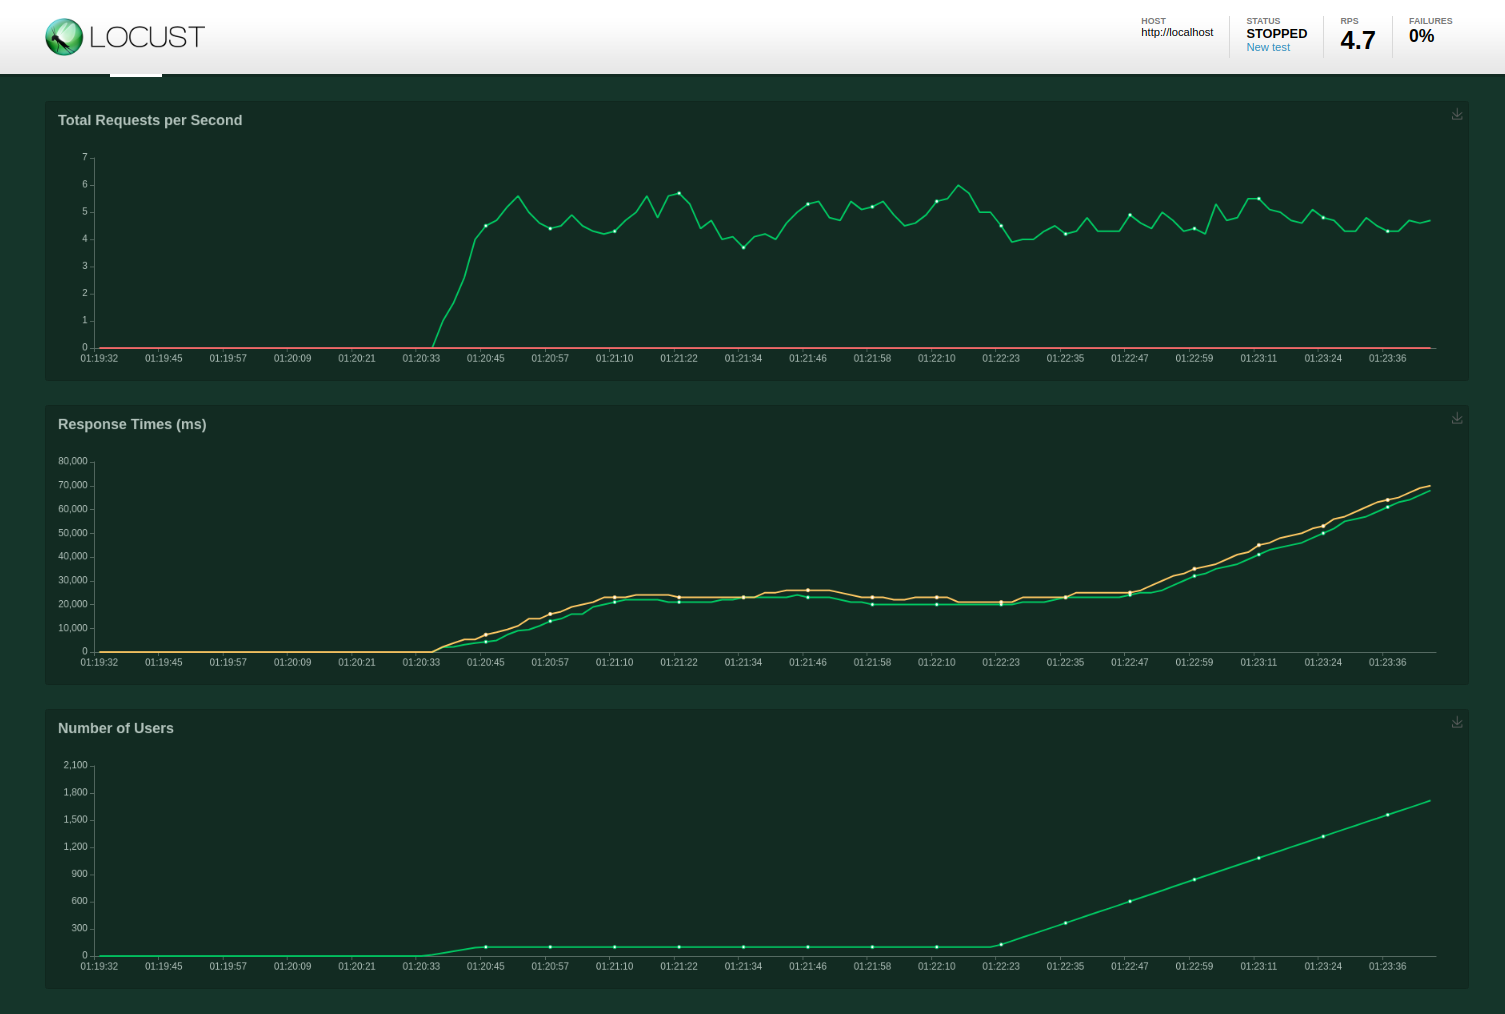 LOCUST
HOST
http://localhost
STATUS
STOPPED
New test
RPS
4.7
FAILURES
0%
Total Requests per Second
7
6
5
4
3
2
1
0
01:19:32 01:19:45 01:19:57 01:20:09 01:20:21 01:20:33 01:20:45 01:20:57 01:21:10 01:21:22 01:21:34 01:21:46 01:21:58 01:22:10 01:22:23 01:22:35 01:22:47 01:22:59 01:23:11 01:23:24 01:23:36
Response Times (ms)
80,000
70,000
60,000
50,000
40,000
30,000
20,000
10,000
0
01:19:32 01:19:45 01:19:57 01:20:09 01:20:21 01:20:33 01:20:45 01:20:57 01:21:10 01:21:22 01:21:34 01:21:46 01:21:58 01:22:10 01:22:23 01:22:35 01:22:47 01:22:59 01:23:11 01:23:24 01:23:36
Number of Users
2,100
1,800
1,500
1,200
900
600
300
0
01:19:32 01:19:45 01:19:57 01:20:09 01:20:21 01:20:33 01:20:45 01:20:57 01:21:10 01:21:22 01:21:34 01:21:46 01:21:58 01:22:10 01:22:23 01:22:35 01:22:47 01:22:59 01:23:11 01:23:24 01:23:36